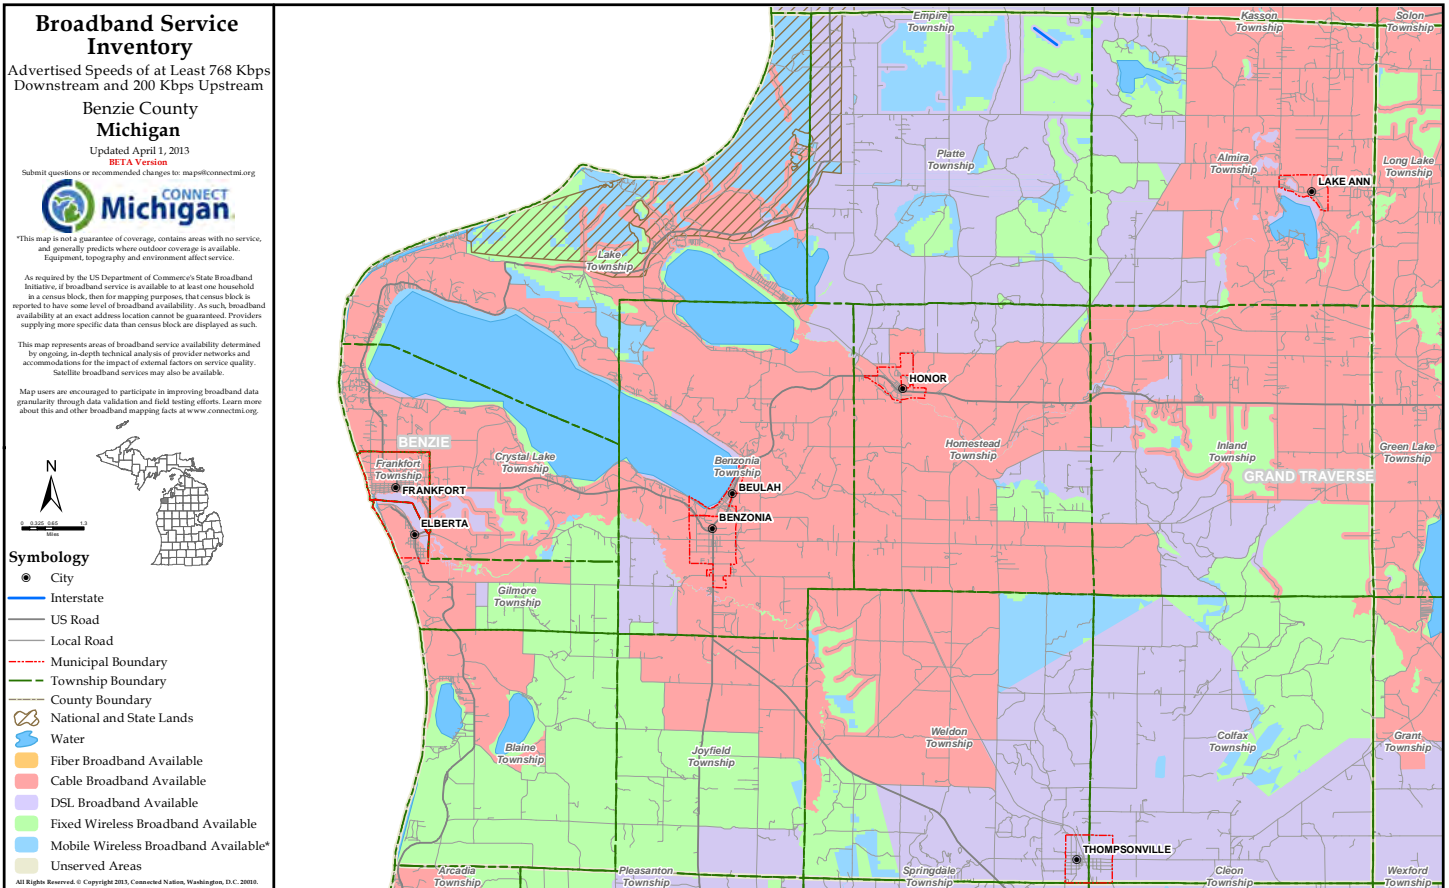 Broadband Service
Inventory
Advertised Speeds of at Least 768 Kbps
Downstream and 200 Kbps Upstream
Benzie County
Michigan
Updated April 1, 2013
BETA Version
Submit questions or recommended changes to: maps@connectmi.org
CONNECT
Michigan
*This map is not a guarantee of coverage, contains areas with no service,
and generally predicts where outdoor coverage is available.
Equipment, topography and environment affect service.
As required by the US Department of Commerce's State Broadband
Initiative, if broadband service is available to at least one household
in a census block, then for mapping purposes, that census block is
reported to have some level of broadband availability. As such, broadband
availability at an exact address location cannot be guaranteed. Providers
supplying more specific data than census block are displayed as such.
This map represents areas of broadband service availability determined
by ongoing, in-depth technical analysis of provider networks and
accommodations for the impact of external factors on service quality.
Satellite broadband services may also be available.
Map users are encouraged to participate in improving broadband data
granularity through data validation and field testing efforts. Learn more
about this and other broadband mapping facts at www.connectmi.org.
N
0 0.325 0.65 1.3
Miles
Symbology
City
Interstate
US Road
Local Road
Municipal Boundary
Township Boundary
County Boundary
National and State Lands
Water
Fiber Broadband Available
Cable Broadband Available
DSL Broadband Available
Fixed Wireless Broadband Available
Mobile Wireless Broadband Available*
Unserved Areas
All Rights Reserved. © Copyright 2013, Connected Nation, Washington, D.C. 20010.
Empire
Township
Kasson
Township
Solon
Township
Platte
Township
Almira
Township
Long Lake
Township
LAKE ANN
Lake
Township
HONOR
BENZIE
Frankfort
Township
Crystal Lake
Township
Benzonia
Township
Homestead
Township
Inland
Township
Green Lake
Township
GRAND TRAVERSE
FRANKFORT
BEULAH
ELBERTA
BENZONIA
Gilmore
Township
Blaine
Township
Joyfield
Township
Weldon
Township
Colfax
Township
Grant
Township
THOMPSONVILLE
Arcadia
Township
Pleasanton
Township
Springdale
Township
Cleon
Township
Wexford
Township